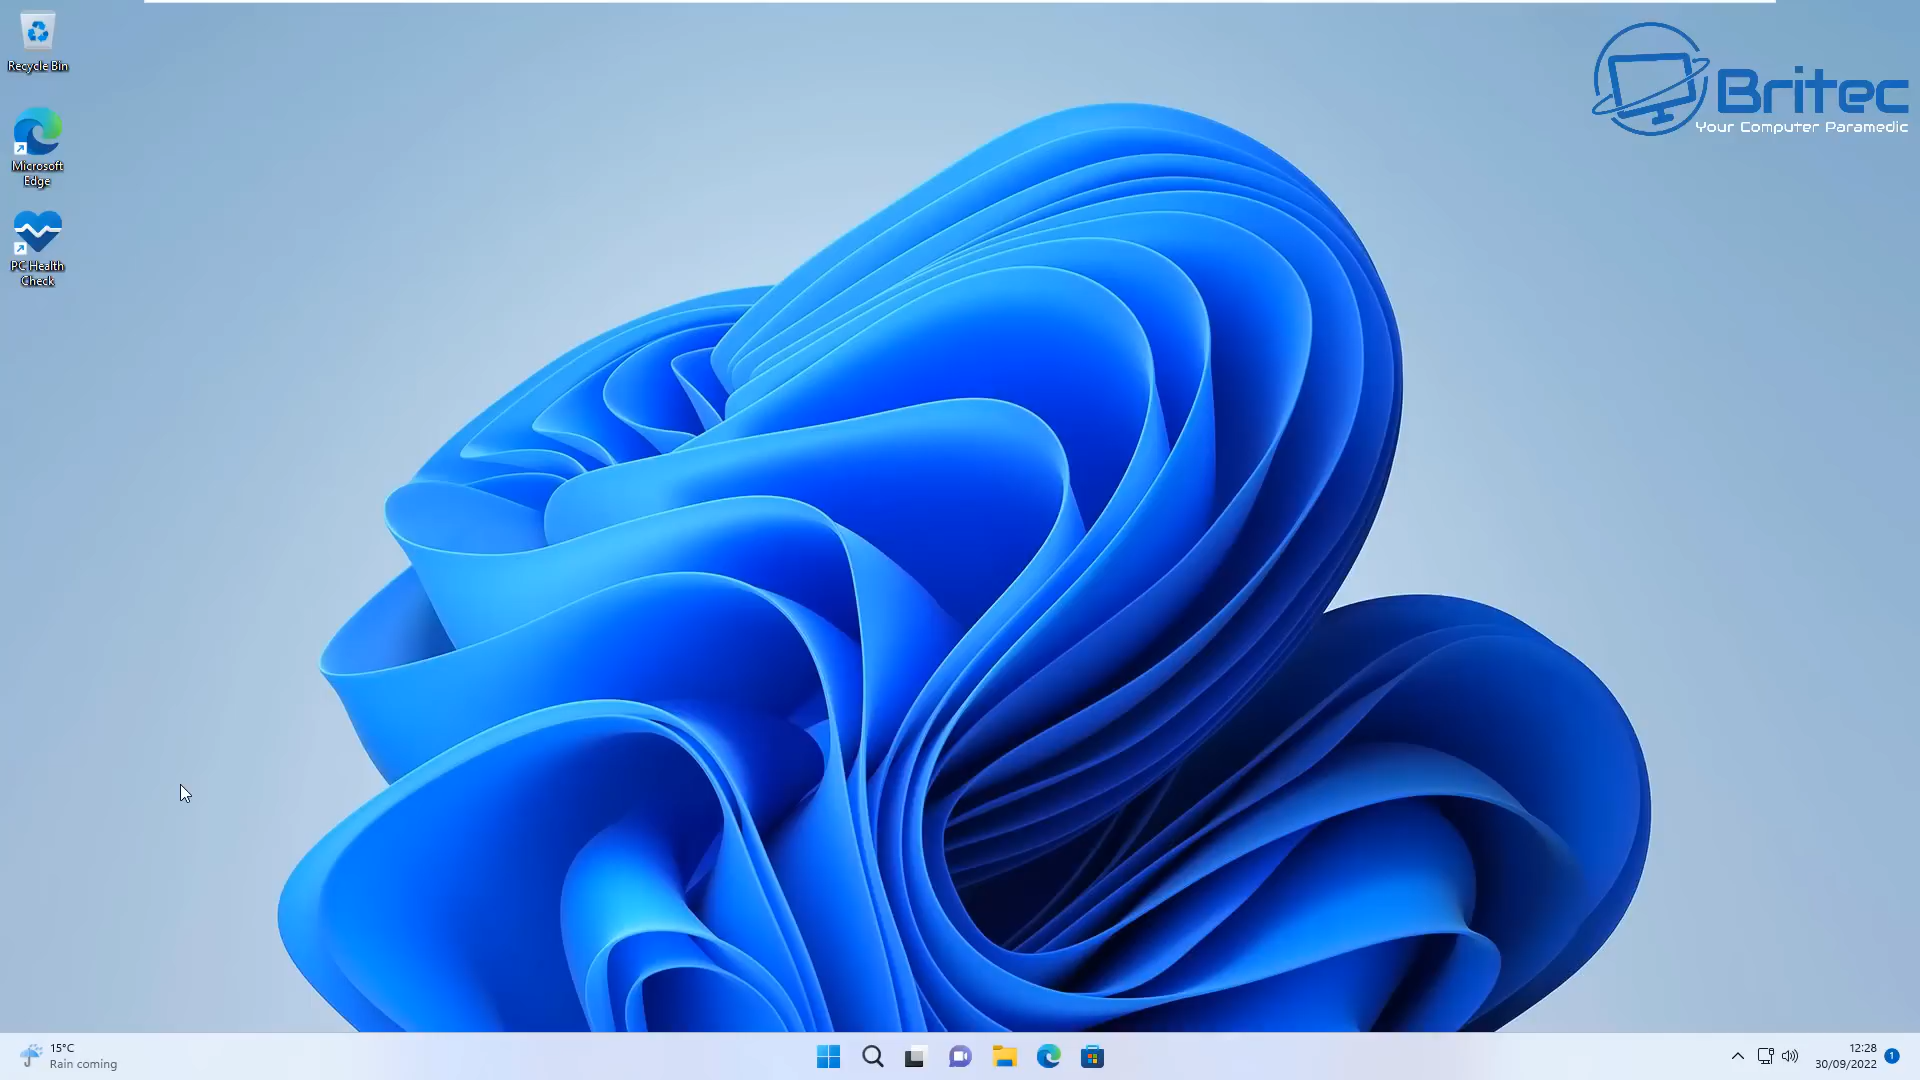 Recycle Bin
Britec
Your Computer Paramedic
Microsoft
Edge
PC Health
Check
15°C
Rain coming
12:28
30/09/2022
1